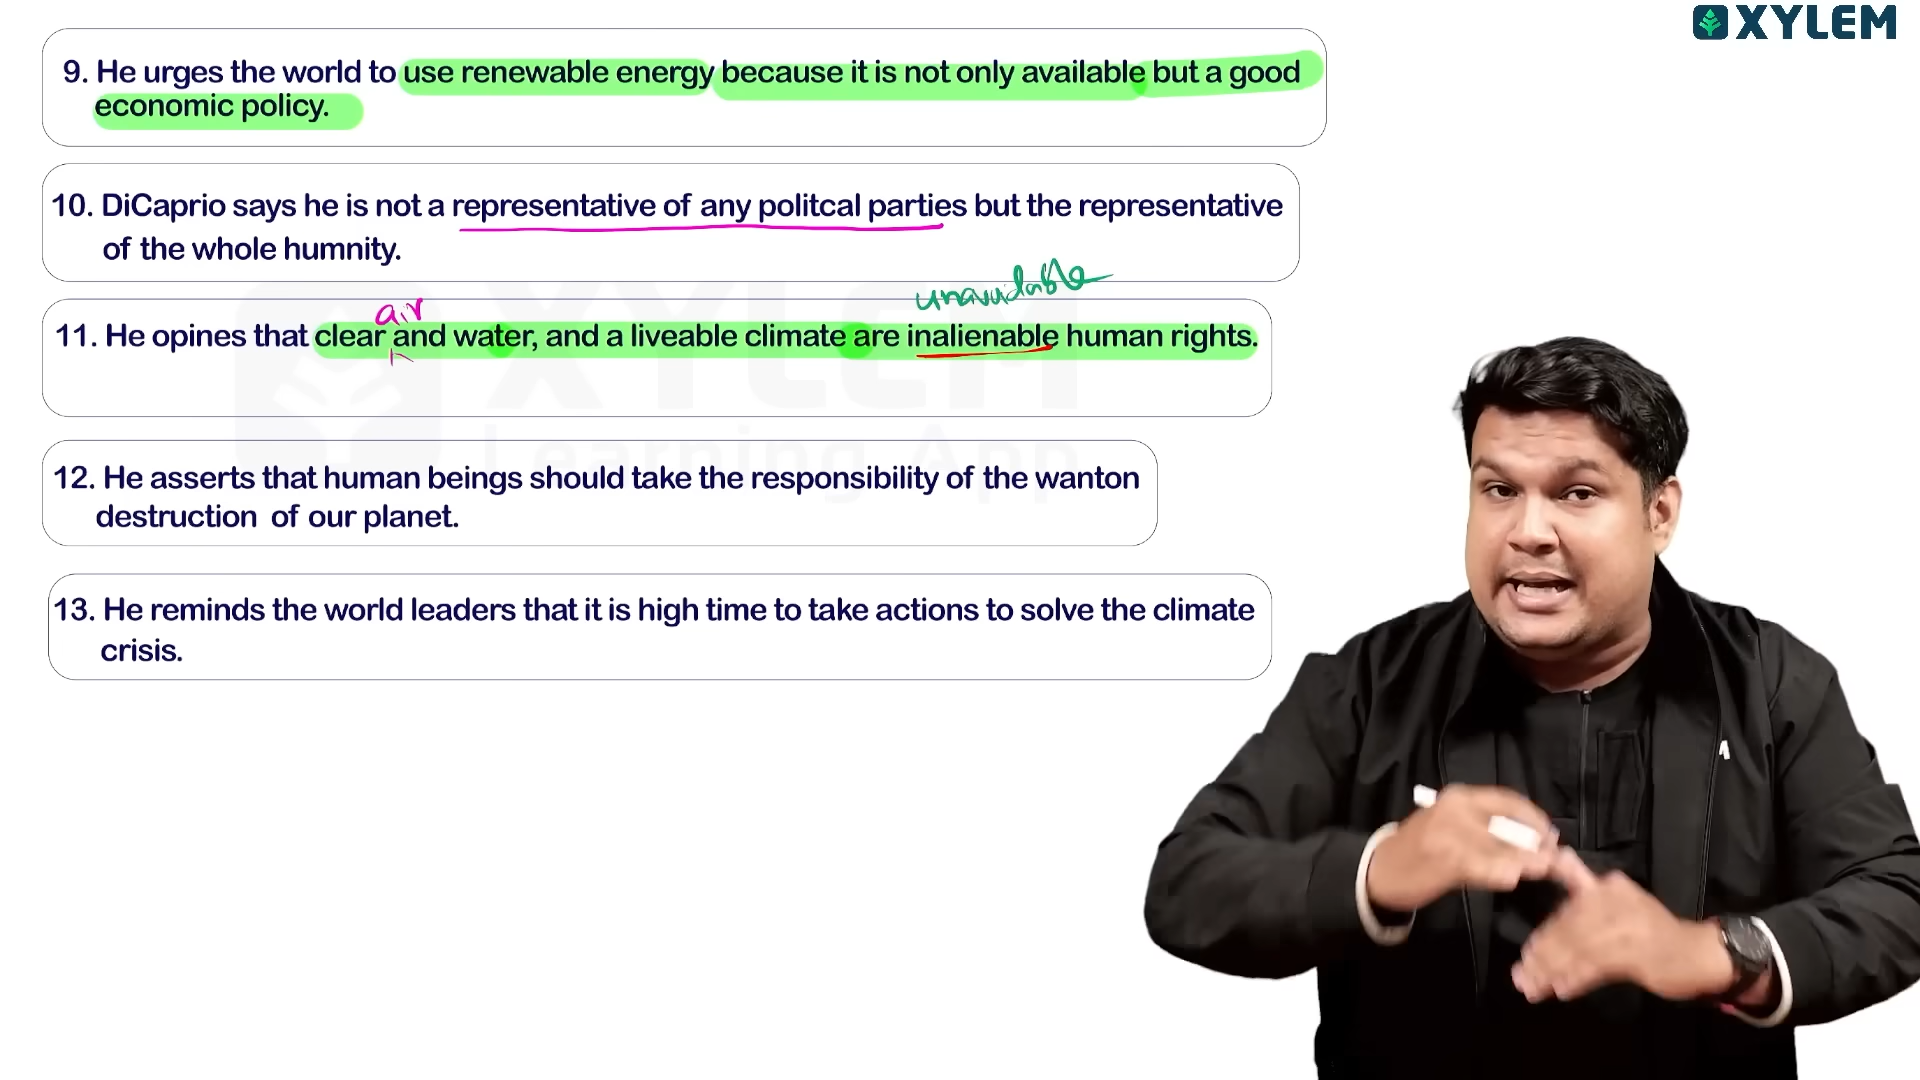 XYLEM
9. He urges the world to use renewable energy because it is not only available but a good
economic policy.
10. DiCaprio says he is not a representative of any politcal parties but the representative
of the whole humnity.
unavoidable
air
11. He opines that clear and water, and a liveable climate are inalienable human rights.
XYLEM
Learning App
12. He asserts that human beings should take the responsibility of the wanton
destruction of our planet.
13. He reminds the world leaders that it is high time to take actions to solve the climate
crisis.